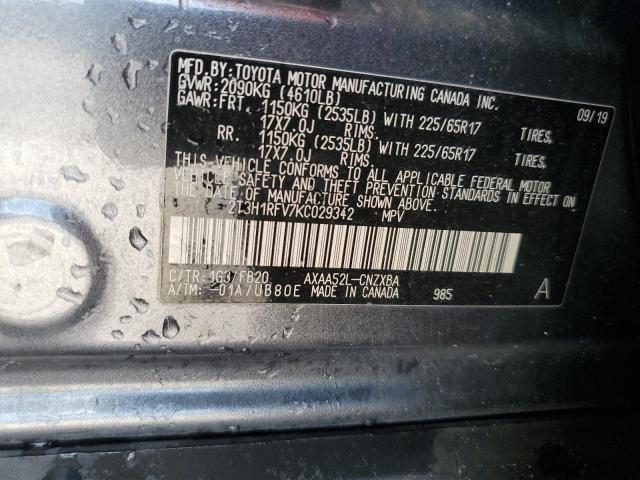 MFD.BY:TOYOTA MOTOR MANUFACTURING CANADA INC.
GVWR:2090KG (4610LB) 09/19
GAWR:FRT. 1150KG (2535LB) WITH 225/65R17 TIRES,
17X7.0J RIMS.
RR. 1150KG (2535LB) WITH 225/65R17 TIRES,
17X7.0J RIMS.
THIS VEHICLE CONFORMS TO ALL APPLICABLE FEDERAL MOTOR
VEHICLE SAFETY AND THEFT PREVENTION STANDARDS IN EFFECT ON
THE DATE OF MANUFACTURE SHOWN ABOVE.
2T3H1RFV7KC029342 MPV
C/TR:1G3/FB20 AXAA52L-CNZXBA
A/TM:-01A/UB80E MADE IN CANADA 985 A